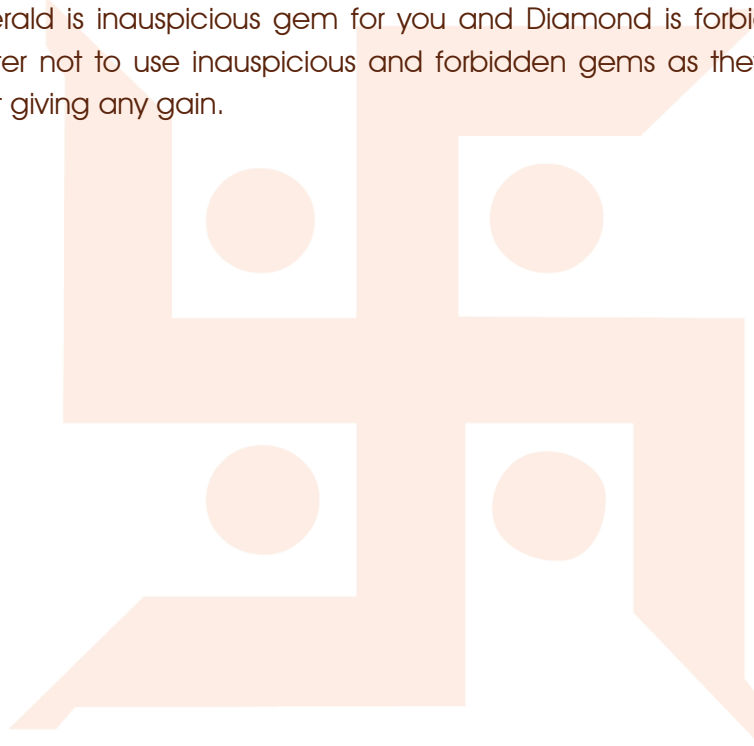 erald is inauspicious gem for you and Diamond is forbi
er not to use inauspicious and forbidden gems as the
giving any gain.